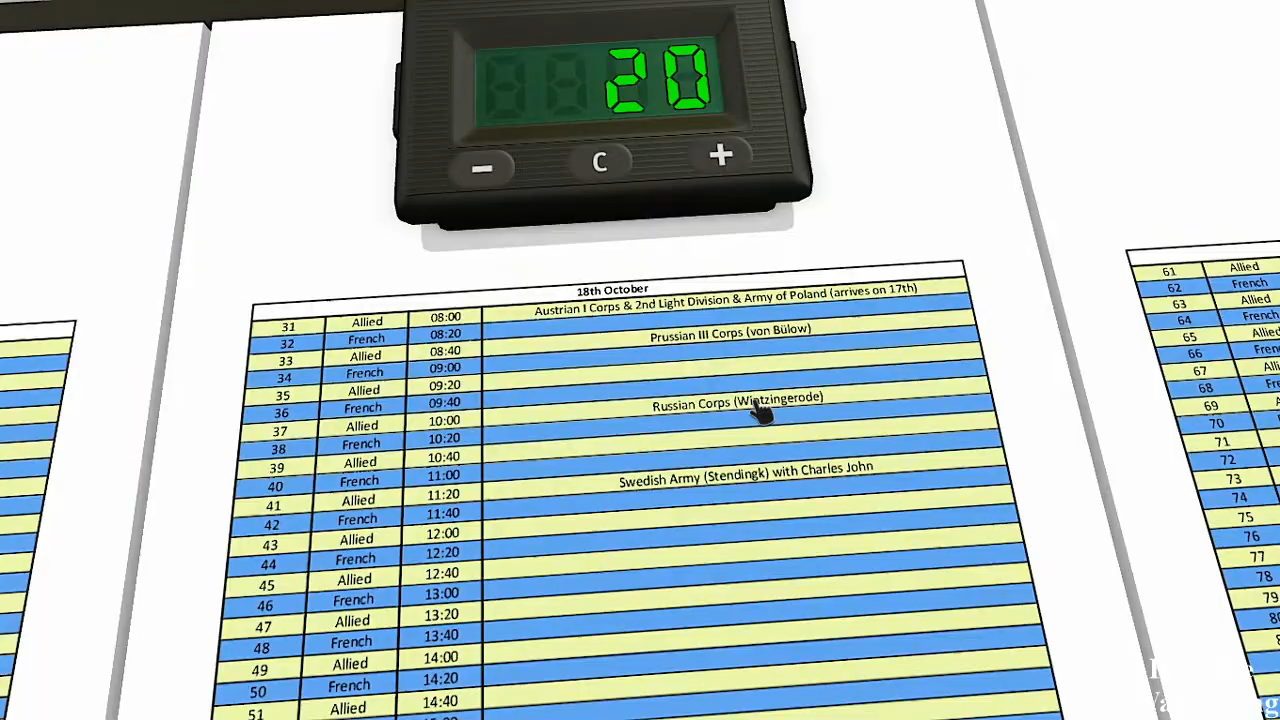 20
- C +
18th October
31 Allied 08:00 Austrian I Corps & 2nd Light Division & Army of Poland (arrives on 17th)
32 French 08:20
33 Allied 08:40 Prussian III Corps (von Bülow)
34 French 09:00
35 Allied 09:20
36 French 09:40
37 Allied 10:00 Russian Corps (Wintzingerode)
38 French 10:20
39 Allied 10:40
40 French 11:00
41 Allied 11:20 Swedish Army (Stendingk) with Charles John
42 French 11:40
43 Allied 12:00
44 French 12:20
45 Allied 12:40
46 French 13:00
47 Allied 13:20
48 French 13:40
49 Allied 14:00
50 French 14:20
51 Allied 14:40
61 Allied
62 French
63 Allied
64 French
65 Allied
66
67
68
69
70
71
72
73
74
75
76
77
78
79